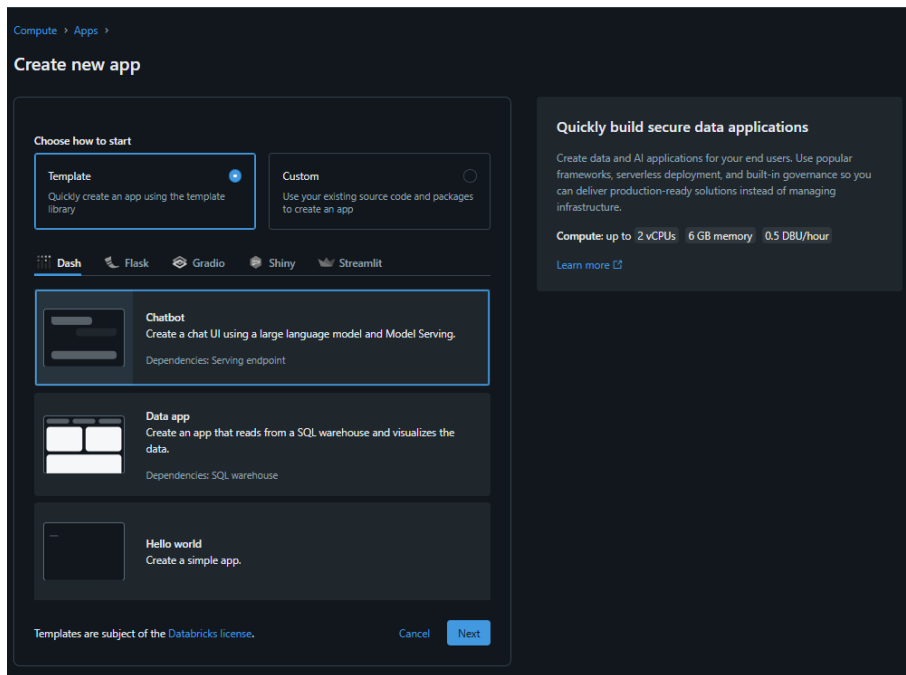 Compute › Apps ›
Create new app
Choose how to start
Template
Quickly create an app using the template
library
Custom
Use your existing source code and packages
to create an app
Dash
Flask
Gradio
Shiny
Streamlit
Chatbot
Create a chat UI using a large language model and Model Serving.
Dependencies: Serving endpoint
Data app
Create an app that reads from a SQL warehouse and visualizes the
data.
Dependencies: SQL warehouse
Hello world
Create a simple app.
Templates are subject of the Databricks license.
Cancel
Next
Quickly build secure data applications
Create data and AI applications for your end users. Use popular
frameworks, serverless deployment, and built-in governance so you
can deliver production-ready solutions instead of managing
infrastructure.
Compute: up to 2 vCPUs 6 GB memory 0.5 DBU/hour
Learn more